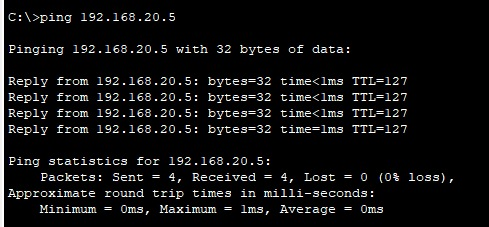 C:\>ping 192.168.20.5
Pinging 192.168.20.5 with 32 bytes of data:
Reply from 192.168.20.5: bytes=32 time<1ms TTL=127
Reply from 192.168.20.5: bytes=32 time<1ms TTL=127
Reply from 192.168.20.5: bytes=32 time<1ms TTL=127
Reply from 192.168.20.5: bytes=32 time=1ms TTL=127
Ping statistics for 192.168.20.5:
Packets: Sent = 4, Received = 4, Lost = 0 (0% loss),
Approximate round trip times in milli-seconds:
Minimum = 0ms, Maximum = 1ms, Average = 0ms